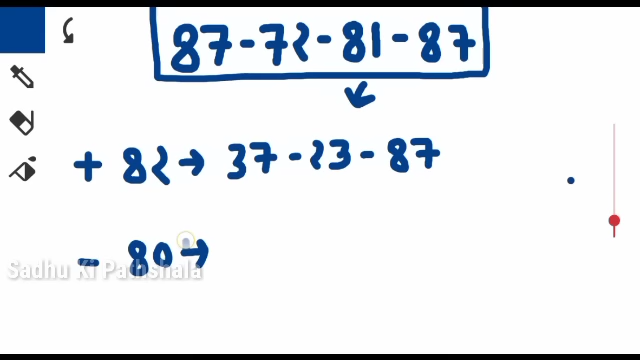 87-72-81-87
+ 82 → 37-23-87
- 80 →
Sadhu Ki Pathshala